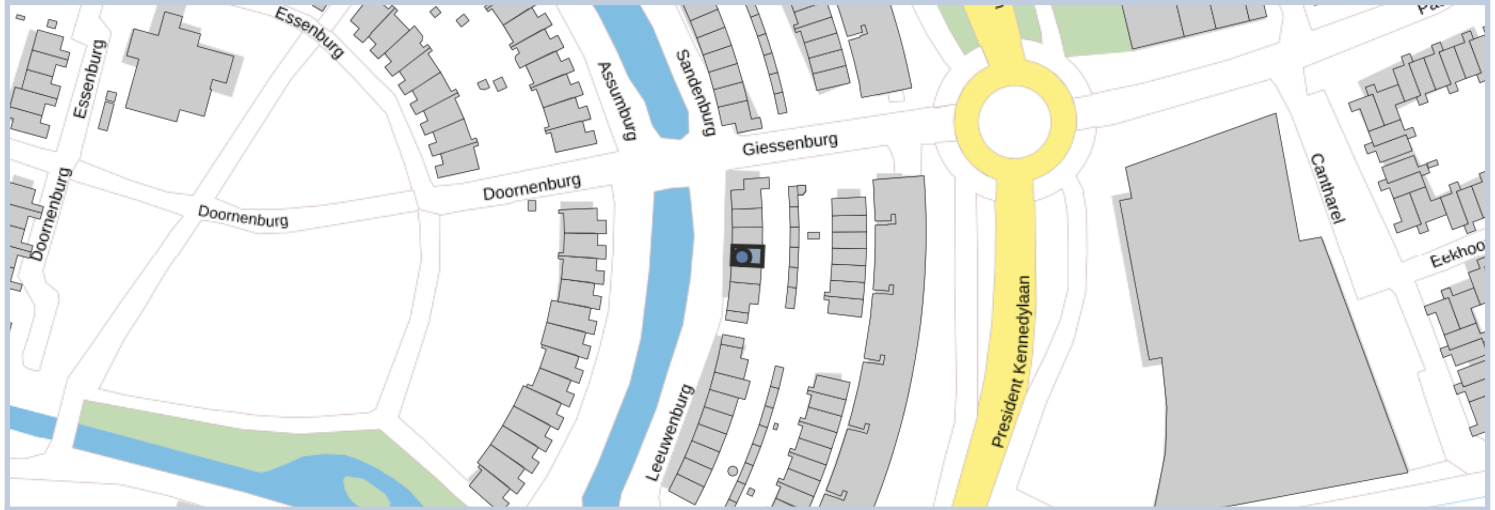 Essenburg
Essenburg
Assumburg
Sandenburg
Giessenburg
Doornenburg
Doornenburg
Doornenburg
Cantharel
Eekhoo
President Kennedylaan
Leeuwenburg